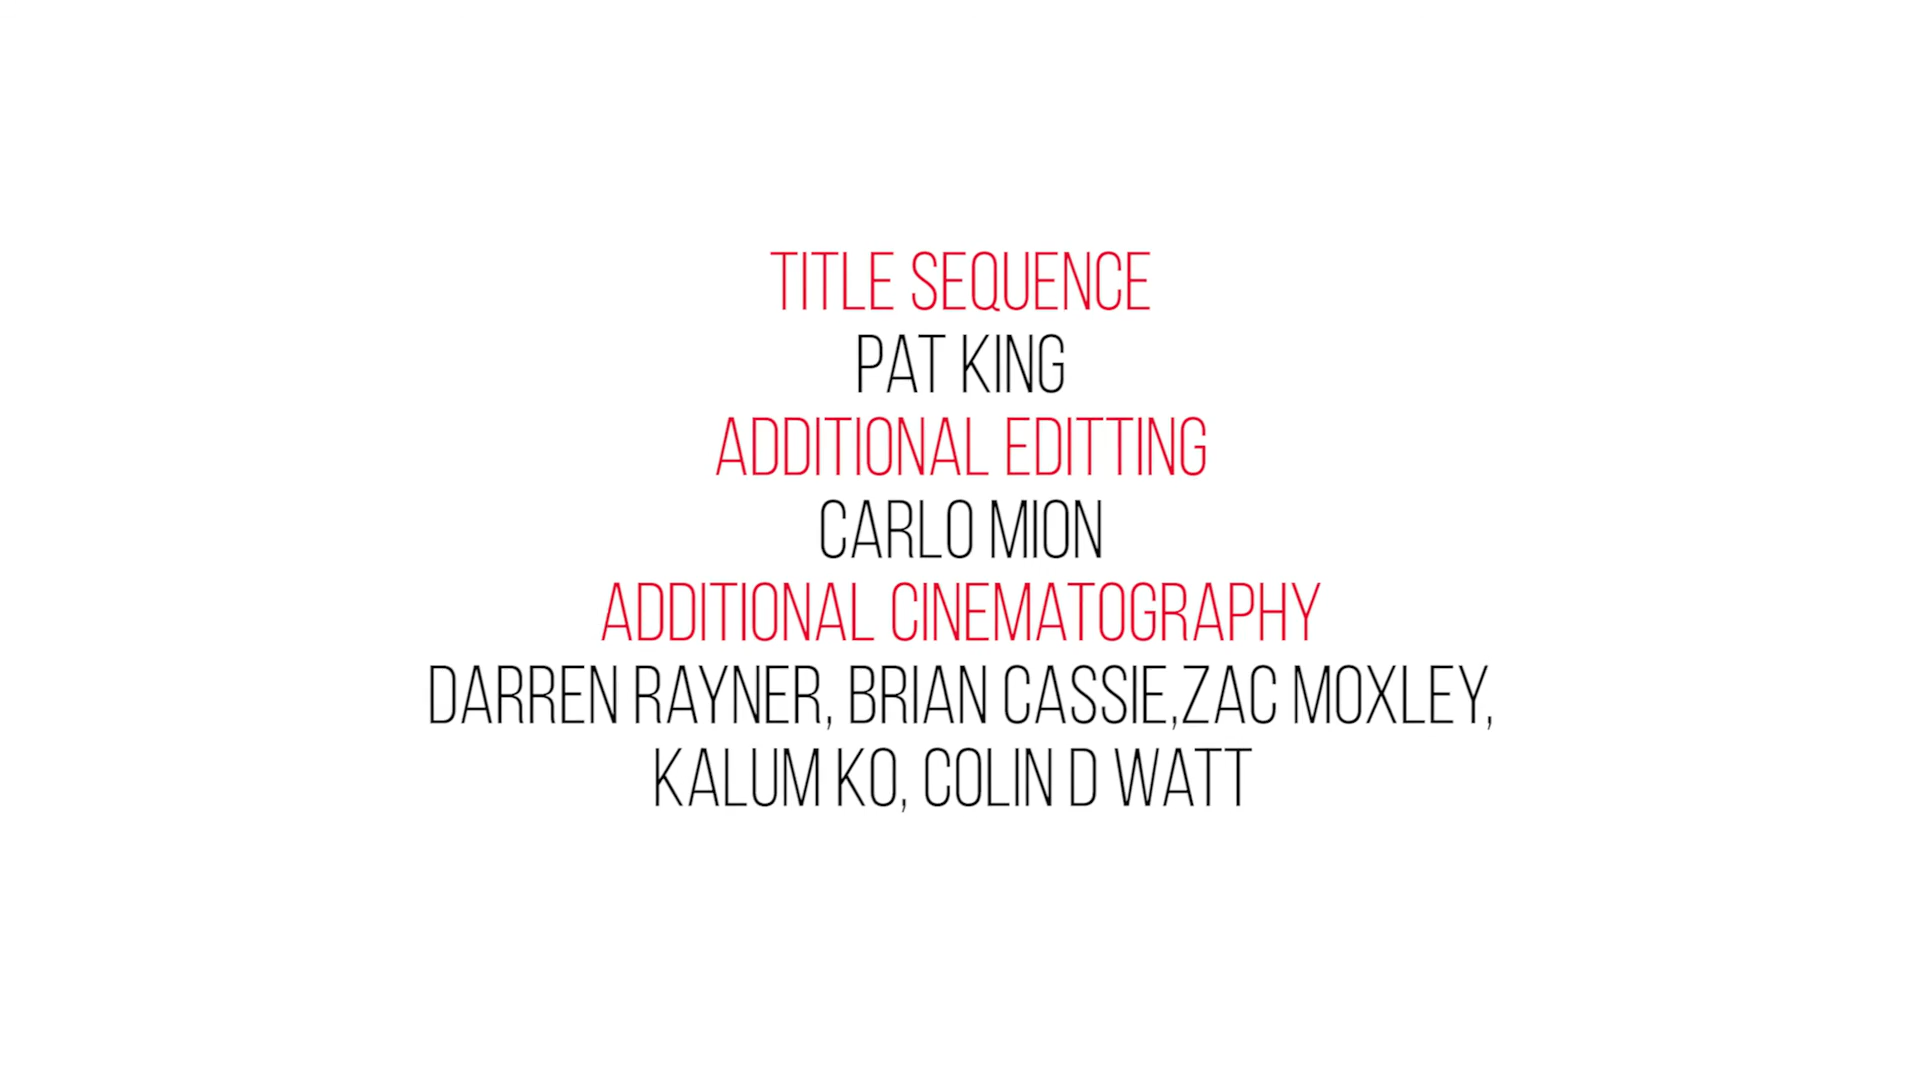 TITLE SEQUENCE
PAT KING
ADDITIONAL EDITTING
CARLO MION
ADDITIONAL CINEMATOGRAPHY
DARREN RAYNER, BRIAN CASSIE,ZAC MOXLEY,
KALUM KO, COLIN D WATT